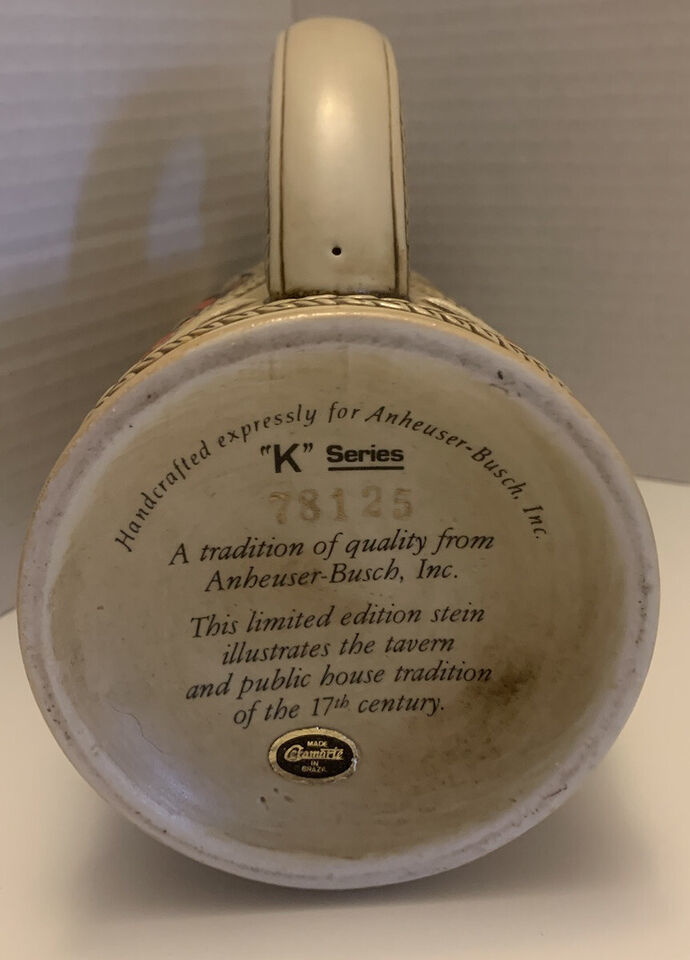 Handcrafted expressly for Anheuser-Busch, Inc.
"K" Series
78125
A tradition of quality from
Anheuser-Busch, Inc.
This limited edition stein
illustrates the tavern
and public house tradition
of the 17th century.
MADE
Ceramarte
IN
BRAZIL